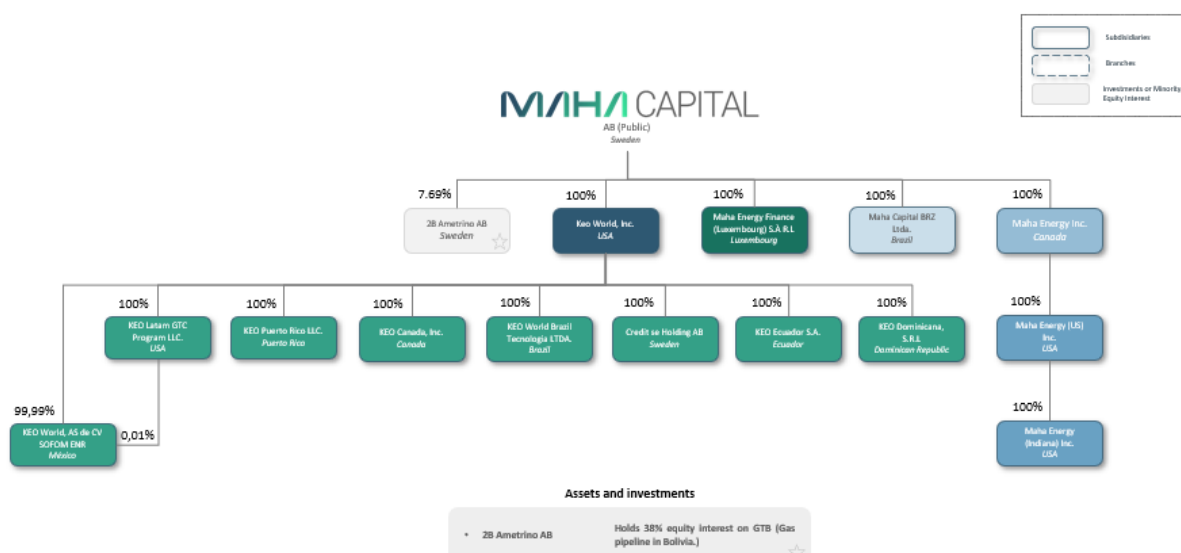 Subdisidiaries
Branches
Investments or Minority
Equity Interest
MAHA CAPITAL
AB (Public)
Sweden
7.69%
100%
100%
100%
100%
2B Ametrino AB
Sweden
Keo World, Inc.
USA
Maha Energy Finance
(Luxembourg) S.À R.L
Luxembourg
Maha Capital BRZ
Ltda.
Brazil
Maha Energy Inc.
Canada
100%
100%
100%
100%
100%
100%
100%
100%
KEO Latam GTC
Program LLC.
USA
KEO Puerto Rico LLC.
Puerto Rico
KEO Canada, Inc.
Canada
KEO World Brazil
Tecnologia LTDA.
Brazil
Credit se Holding AB
Sweden
KEO Ecuador S.A.
Ecuador
KEO Dominicana,
S.R.L
Dominican Republic
Maha Energy (US)
Inc.
USA
99,99%
0,01%
100%
KEO World, AS de CV
SOFOM ENR
México
Maha Energy
(Indiana) Inc.
USA
Assets and investments
• 2B Ametrino AB
Holds 38% equity interest on GTB (Gas
pipeline in Bolivia.)